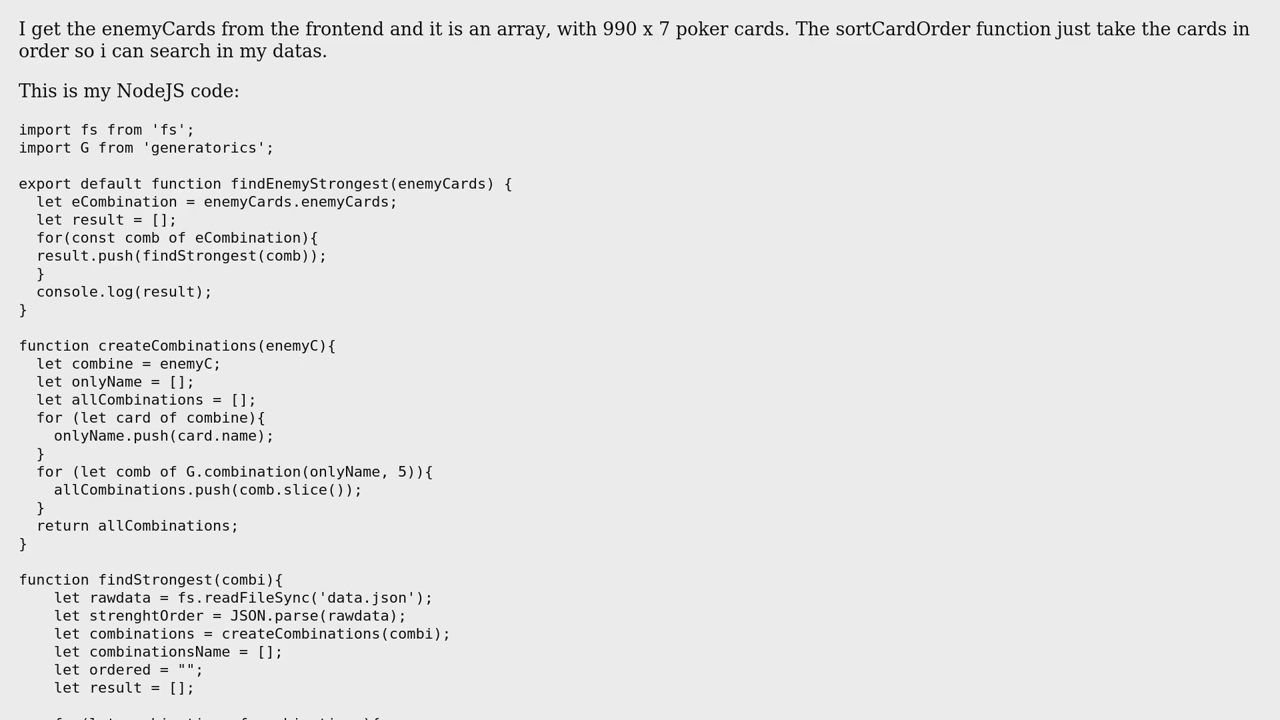 I get the enemyCards from the frontend and it is an array, with 990 x 7 poker cards. The sortCardOrder function just take the cards in
order so i can search in my datas.
This is my NodeJS code:
import fs from 'fs';
import G from 'generatorics';
export default function findEnemyStrongest(enemyCards) {
  let eCombination = enemyCards.enemyCards;
  let result = [];
  for(const comb of eCombination){
  result.push(findStrongest(comb));
  }
  console.log(result);
}
function createCombinations(enemyC){
  let combine = enemyC;
  let onlyName = [];
  let allCombinations = [];
  for (let card of combine){
    onlyName.push(card.name);
  }
  for (let comb of G.combination(onlyName, 5)){
    allCombinations.push(comb.slice());
  }
  return allCombinations;
}
function findStrongest(combi){
    let rawdata = fs.readFileSync('data.json');
    let strenghtOrder = JSON.parse(rawdata);
    let combinations = createCombinations(combi);
    let combinationsName = [];
    let ordered = "";
    let result = [];